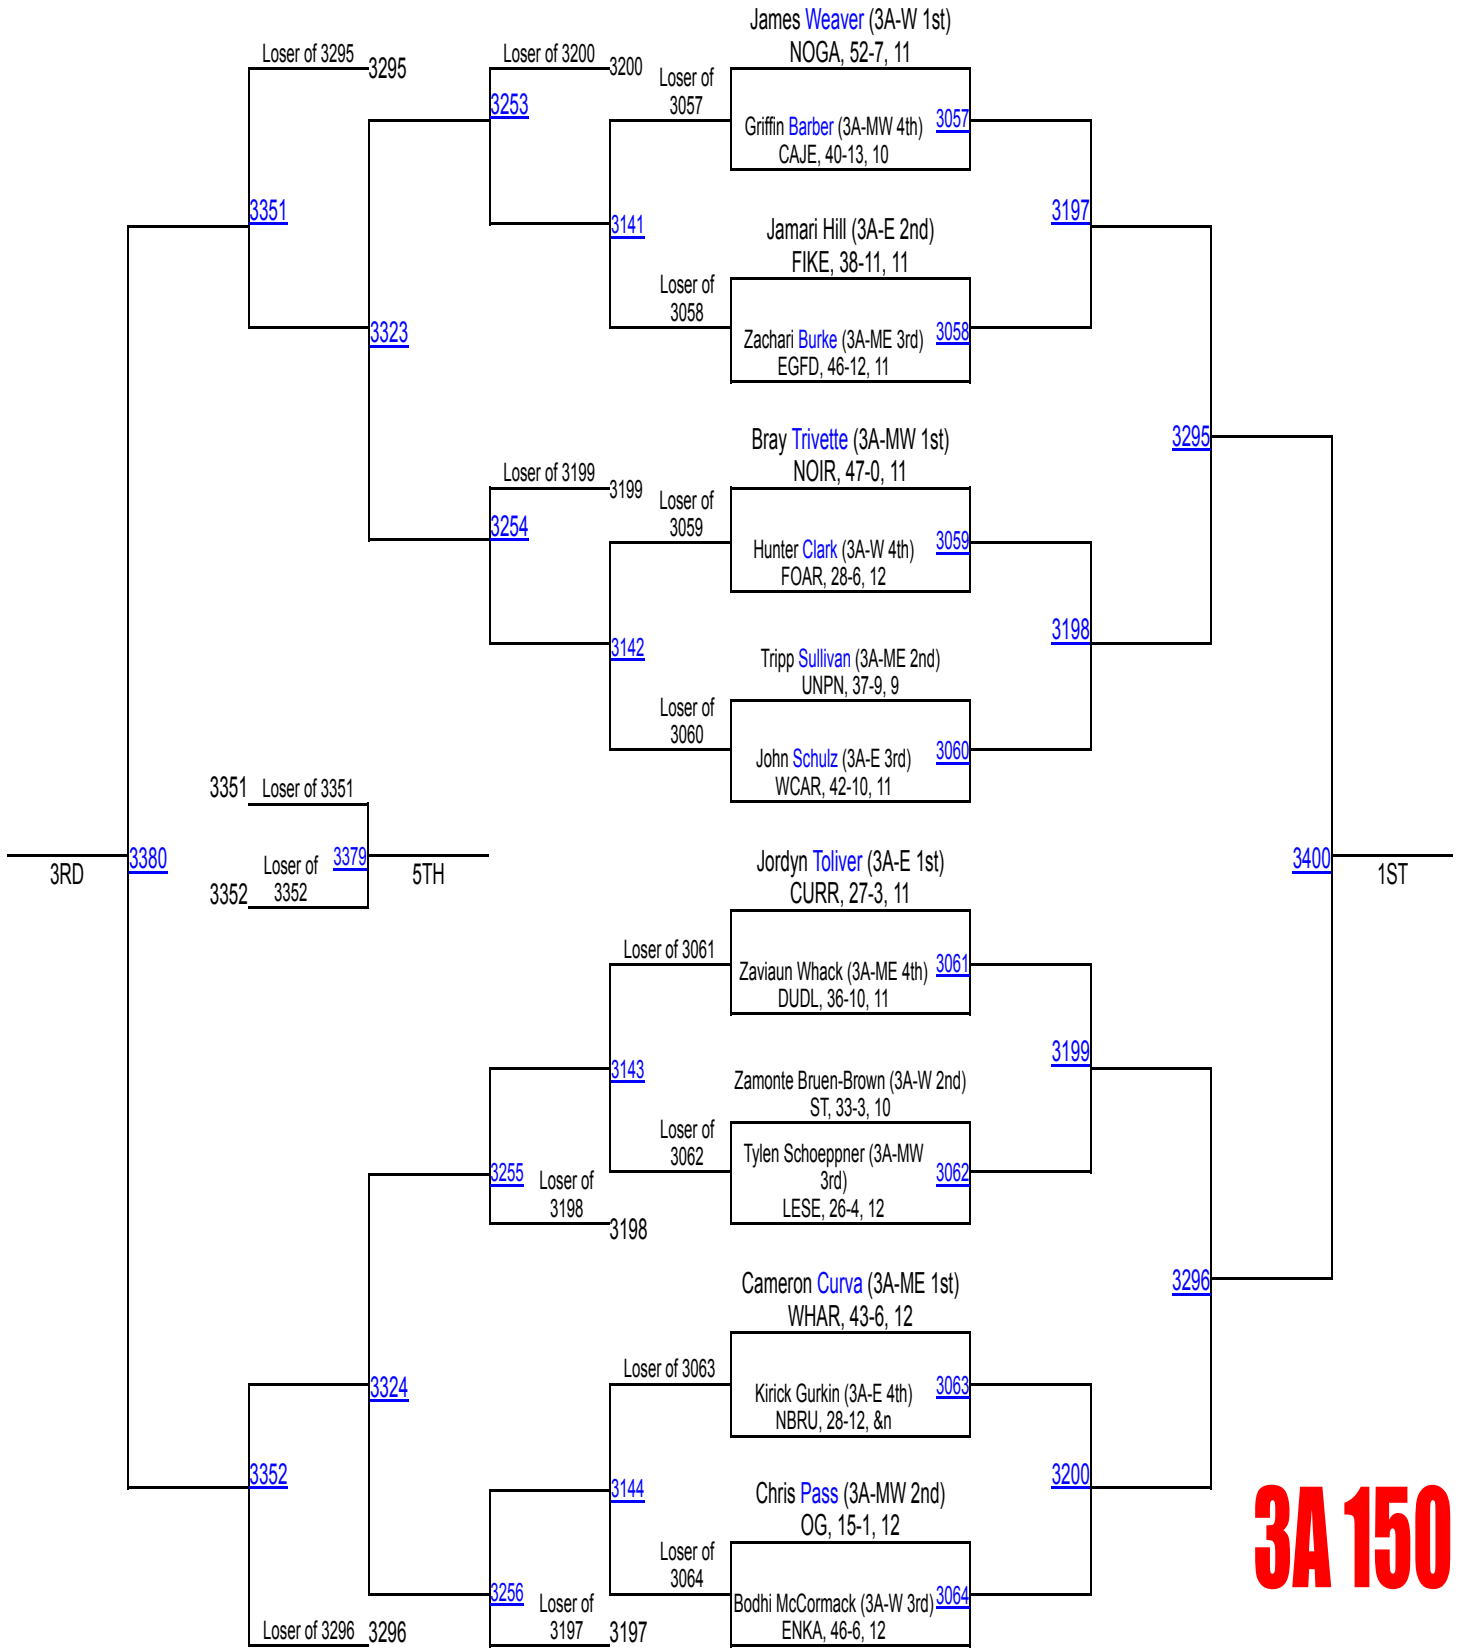 James Weaver (3A-W 1st)
NOGA, 52-7, 11
Loser of 3295
3295
Loser of 3200
3200
Loser of
3057
3253
Griffin Barber (3A-MW 4th)
CAJE, 40-13, 10
3057
3351
3141
3197
Jamari Hill (3A-E 2nd)
FIKE, 38-11, 11
Loser of
3058
3323
Zachari Burke (3A-ME 3rd)
EGFD, 46-12, 11
3058
Bray Trivette (3A-MW 1st)
NOIR, 47-0, 11
3295
Loser of 3199
3199
Loser of
3059
3254
Hunter Clark (3A-W 4th)
FOAR, 28-6, 12
3059
3142
3198
Tripp Sullivan (3A-ME 2nd)
UNPN, 37-9, 9
Loser of
3060
John Schulz (3A-E 3rd)
WCAR, 42-10, 11
3060
3351
Loser of 3351
3380
3RD
Loser of
3352
3352
3379
5TH
Jordyn Toliver (3A-E 1st)
CURR, 27-3, 11
3400
1ST
Loser of 3061
Zaviaun Whack (3A-ME 4th)
DUDL, 36-10, 11
3061
3143
3199
Zamonte Bruen-Brown (3A-W 2nd)
ST, 33-3, 10
Loser of
3062
Tylen Schoeppner (3A-MW
3rd)
LESE, 26-4, 12
3062
3255
Loser of
3198
3198
Cameron Curva (3A-ME 1st)
WHAR, 43-6, 12
3296
Loser of 3063
3324
Kirick Gurkin (3A-E 4th)
NBRU, 28-12, &n
3063
3352
3144
3200
Chris Pass (3A-MW 2nd)
OG, 15-1, 12
Loser of
3064
3256
Bodhi McCormack (3A-W 3rd)
ENKA, 46-6, 12
3064
Loser of
3197
3197
Loser of 3296
3296
3A 150